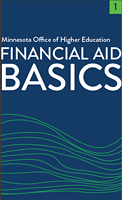 1
Minnesota Office of Higher Education
FINANCIAL AID
BASICS